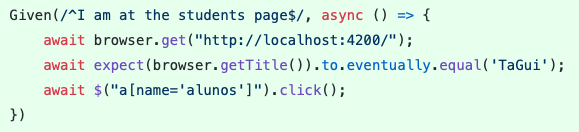 Given(/^I am at the students page$/, async () => {
    await browser.get("http://localhost:4200/");
    await expect(browser.getTitle()).to.eventually.equal('TaGui');
    await $("a[name='alunos']").click();
})